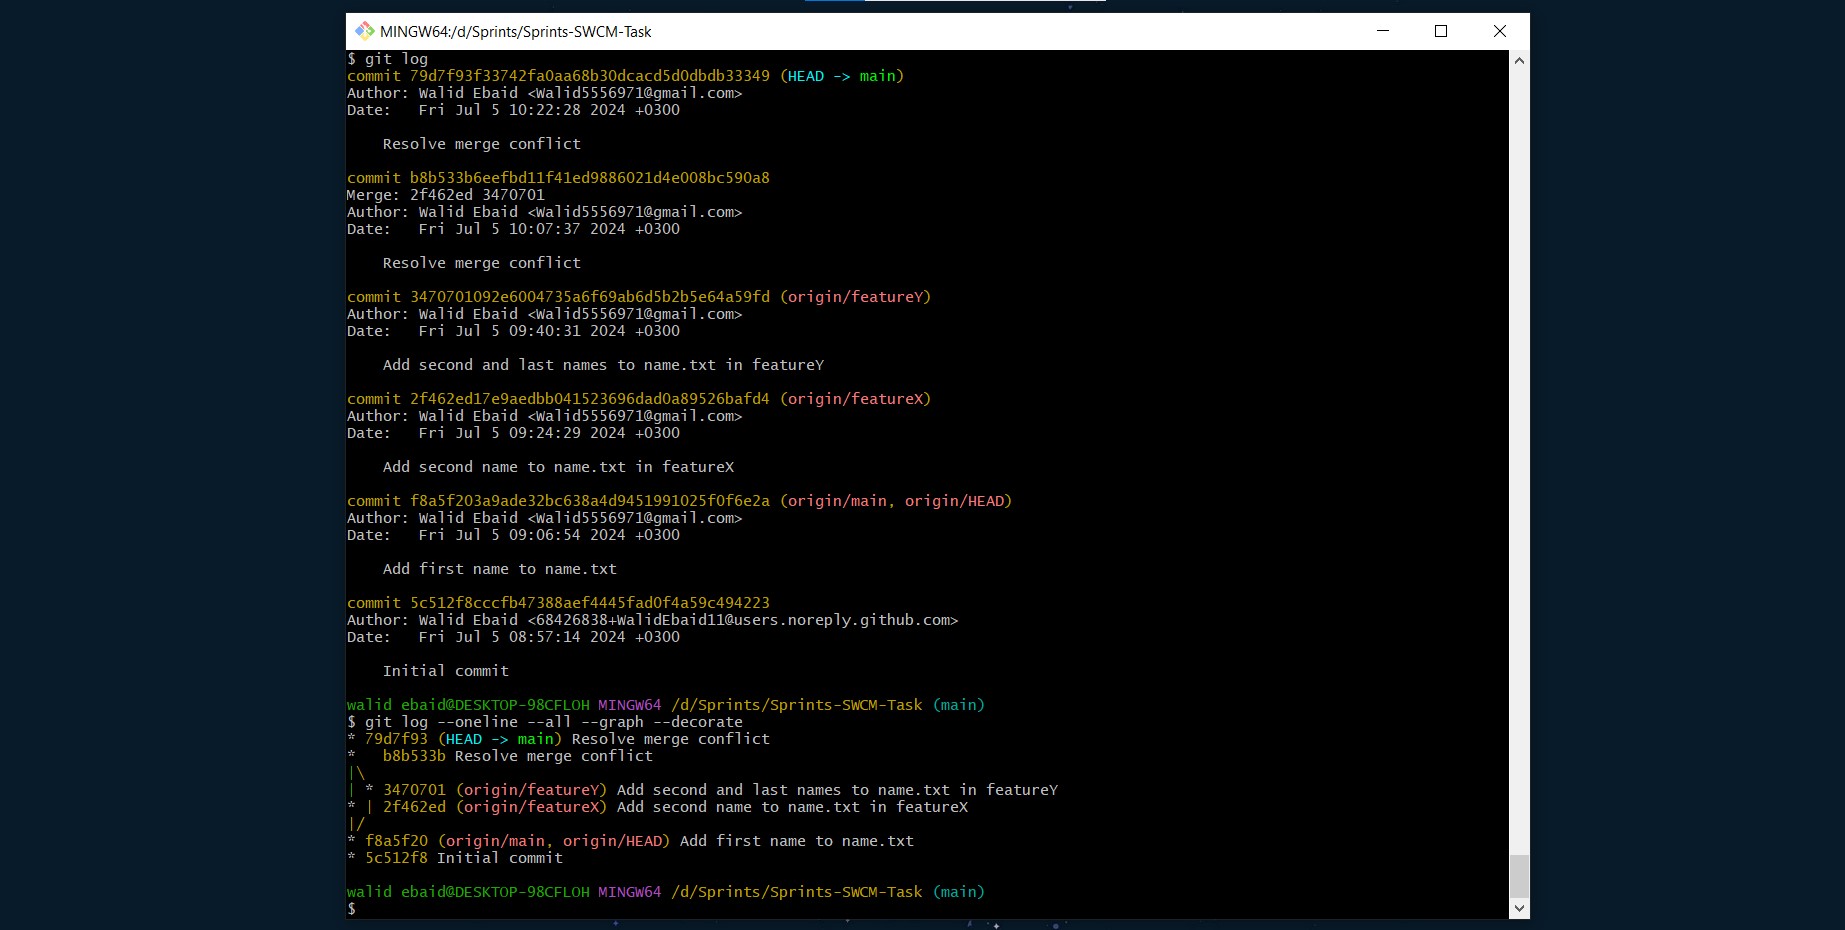 MINGW64:/d/Sprints/Sprints-SWCM-Task
$ git log
commit 79d7f93f33742fa0aa68b30dcacd5d0dbdb33349 (HEAD -> main)
Author: Walid Ebaid <Walid5556971@gmail.com>
Date:   Fri Jul 5 10:22:28 2024 +0300
    Resolve merge conflict
commit b8b533b6eefbd11f41ed9886021d4e008bc590a8
Merge: 2f462ed 3470701
Author: Walid Ebaid <Walid5556971@gmail.com>
Date:   Fri Jul 5 10:07:37 2024 +0300
    Resolve merge conflict
commit 3470701092e6004735a6f69ab6d5b2b5e64a59fd (origin/featureY)
Author: Walid Ebaid <Walid5556971@gmail.com>
Date:   Fri Jul 5 09:40:31 2024 +0300
    Add second and last names to name.txt in featureY
commit 2f462ed17e9aedbb041523696dad0a89526bafd4 (origin/featureX)
Author: Walid Ebaid <Walid5556971@gmail.com>
Date:   Fri Jul 5 09:24:29 2024 +0300
    Add second name to name.txt in featureX
commit f8a5f203a9ade32bc638a4d9451991025f0f6e2a (origin/main, origin/HEAD)
Author: Walid Ebaid <Walid5556971@gmail.com>
Date:   Fri Jul 5 09:06:54 2024 +0300
    Add first name to name.txt
commit 5c512f8cccfb47388aef4445fad0f4a59c494223
Author: Walid Ebaid <68426838+WalidEbaid11@users.noreply.github.com>
Date:   Fri Jul 5 08:57:14 2024 +0300
    Initial commit
walid ebaid@DESKTOP-98CFLOH MINGW64 /d/Sprints/Sprints-SWCM-Task (main)
$ git log --oneline --all --graph --decorate
* 79d7f93 (HEAD -> main) Resolve merge conflict
*   b8b533b Resolve merge conflict
|\
| * 3470701 (origin/featureY) Add second and last names to name.txt in featureY
* | 2f462ed (origin/featureX) Add second name to name.txt in featureX
|/
* f8a5f20 (origin/main, origin/HEAD) Add first name to name.txt
* 5c512f8 Initial commit
walid ebaid@DESKTOP-98CFLOH MINGW64 /d/Sprints/Sprints-SWCM-Task (main)
$